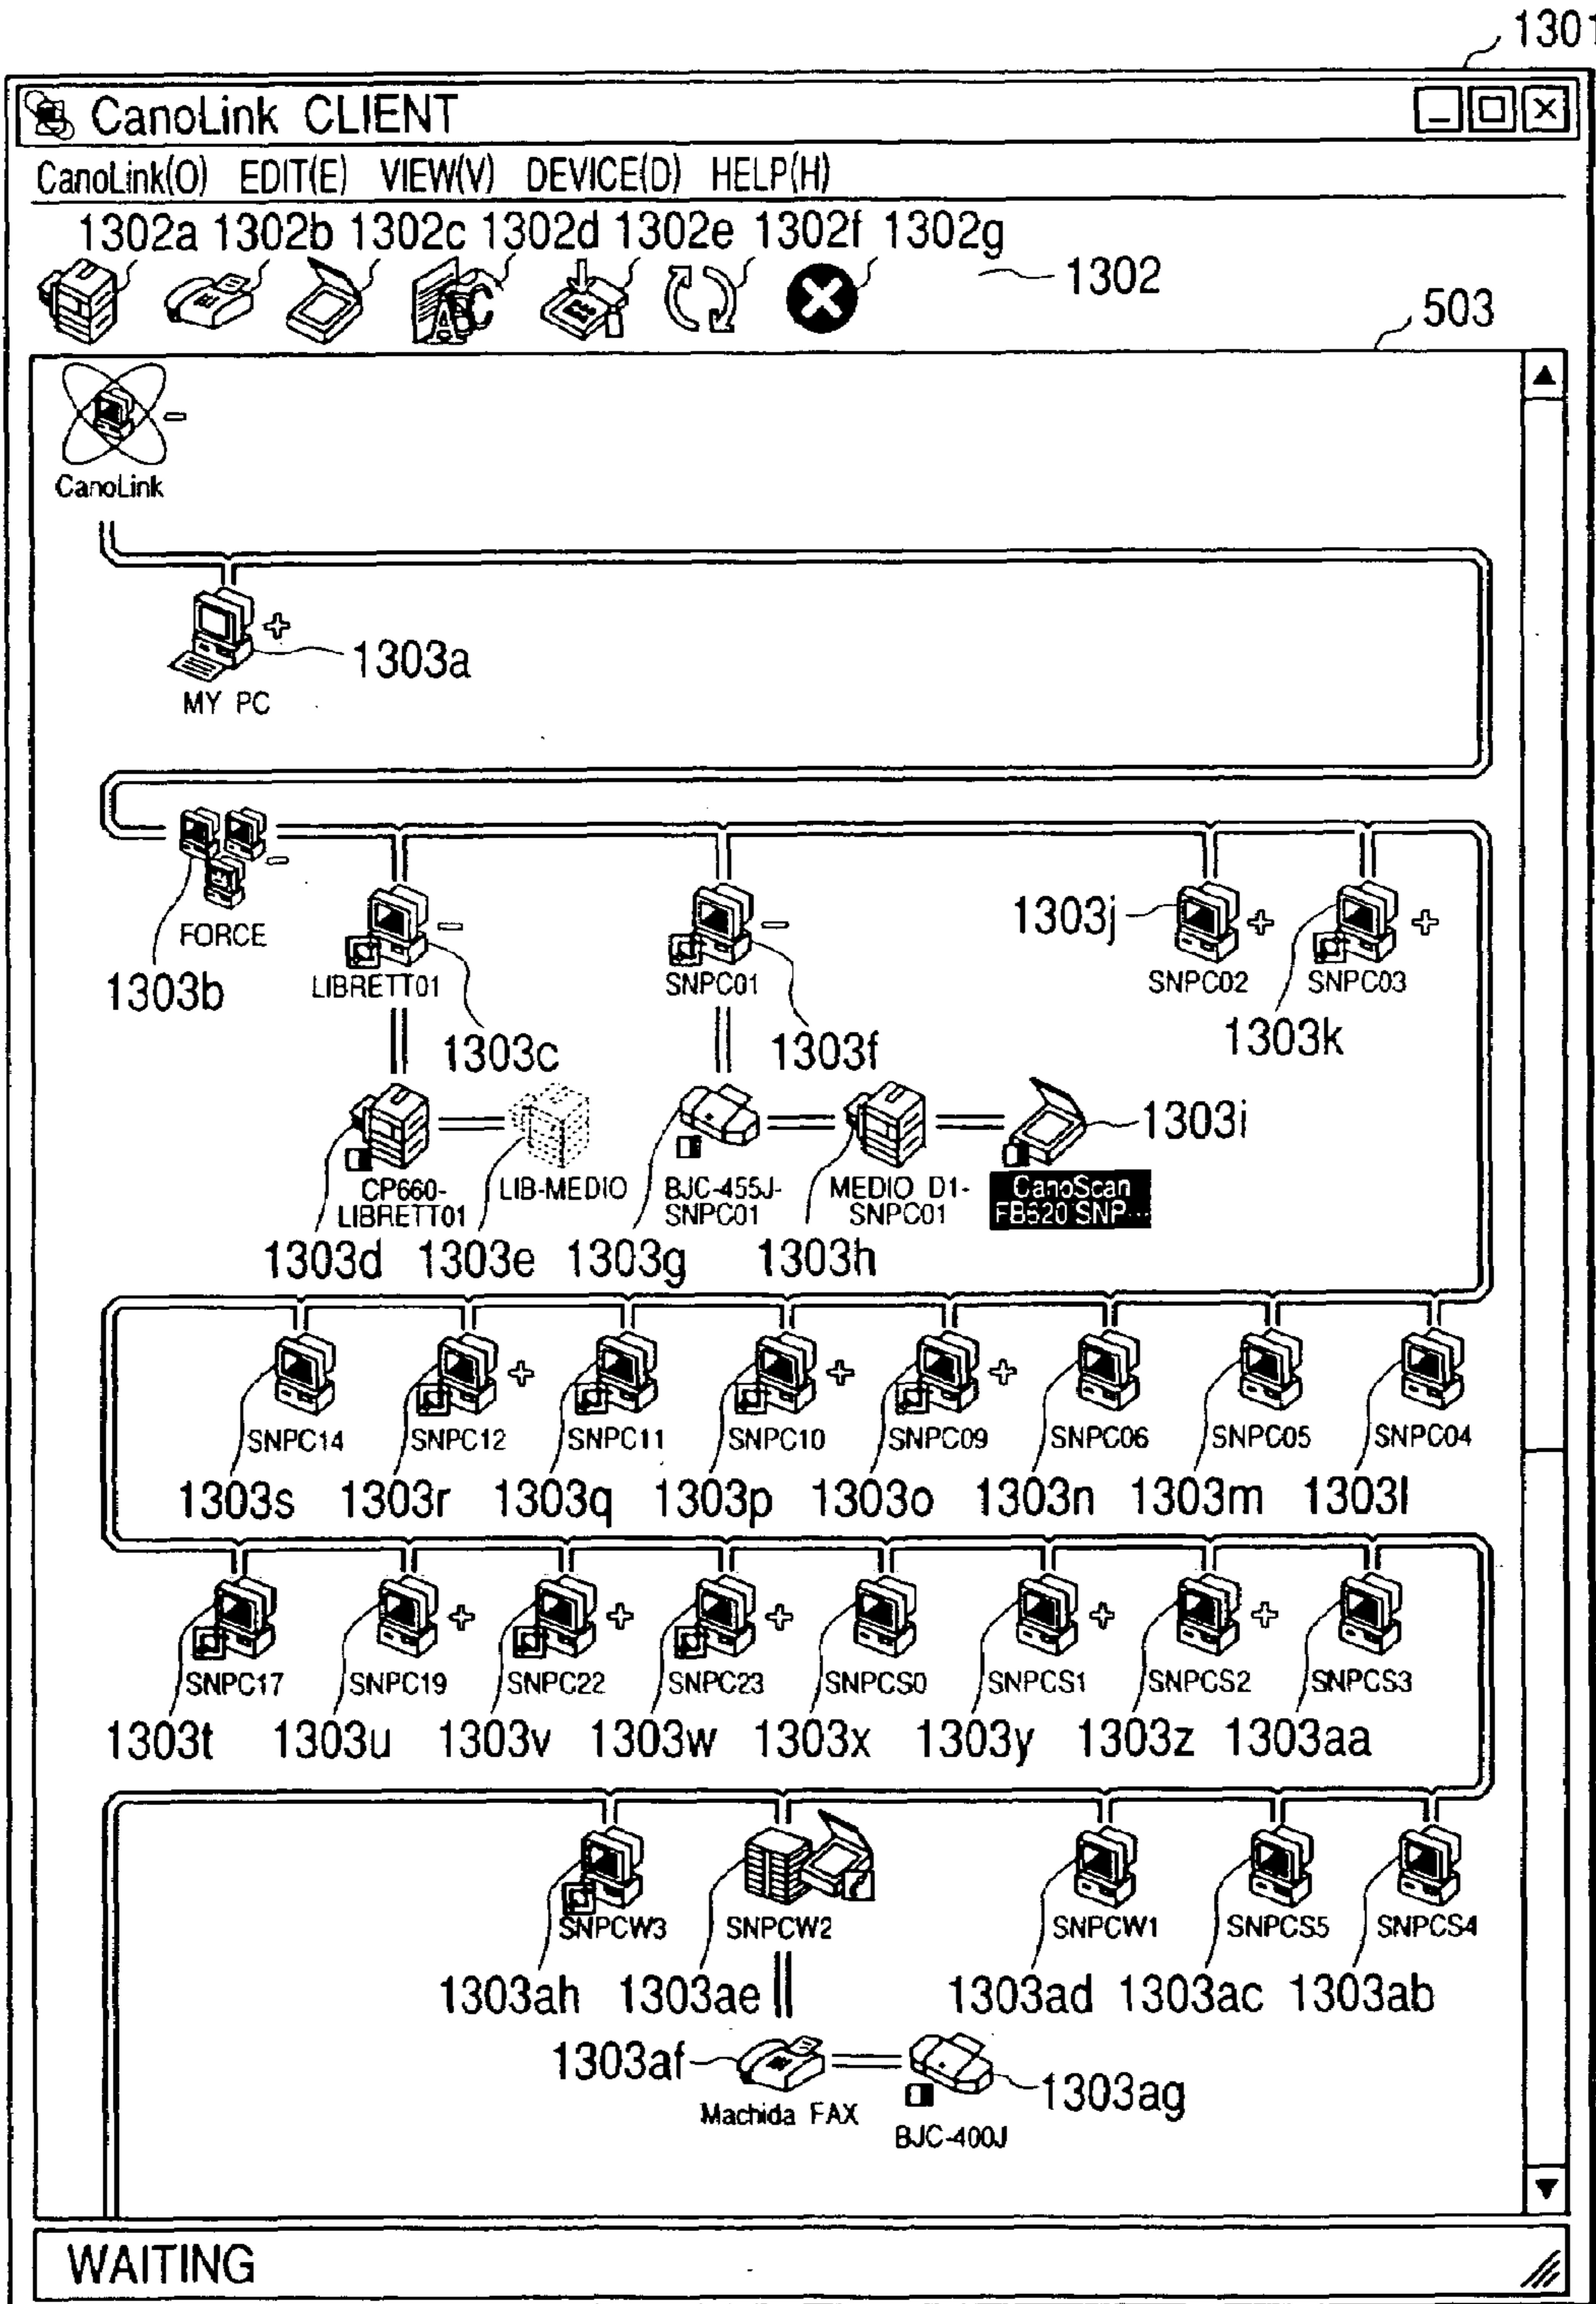 1301
CanoLink CLIENT
CanoLink(O) EDIT(E) VIEW(V) DEVICE(D) HELP(H)
1302a 1302b 1302c 1302d 1302e 1302f 1302g
1302
ABC
503
CanoLink
1303a
MY PC
FORCE
1303b
LIBRETT01
1303c
SNPC01
1303f
1303j
SNPC02
SNPC03
1303k
1303i
CP660-
LIBRETT01
LIB-MEDIO
BJC-455J-
SNPC01
MEDIO D1-
SNPC01
CanoScan
FB620 SNP...
1303d 1303e 1303g 1303h
SNPC14 SNPC12 SNPC11 SNPC10 SNPC09 SNPC06 SNPC05 SNPC04
1303s 1303r 1303q 1303p 1303o 1303n 1303m 1303l
SNPC17 SNPC19 SNPC22 SNPC23 SNPCS0 SNPCS1 SNPCS2 SNPCS3
1303t 1303u 1303v 1303w 1303x 1303y 1303z 1303aa
SNPCW3 SNPCW2 SNPCW1 SNPCS5 SNPCS4
1303ah 1303ae 1303ad 1303ac 1303ab
1303af
1303ag
Machida FAX
BJC-400J
WAITING